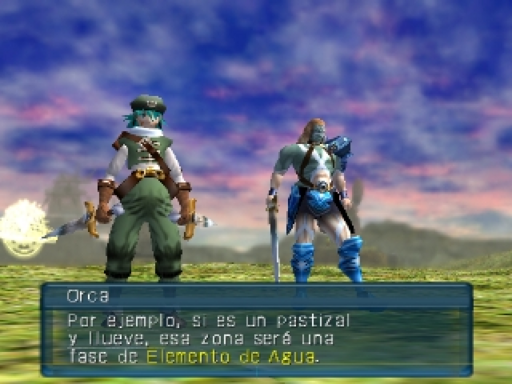 Orca
Por ejemplo, si es un pastizal
y llueve, esa zona será una
fase de Elemento de Agua.